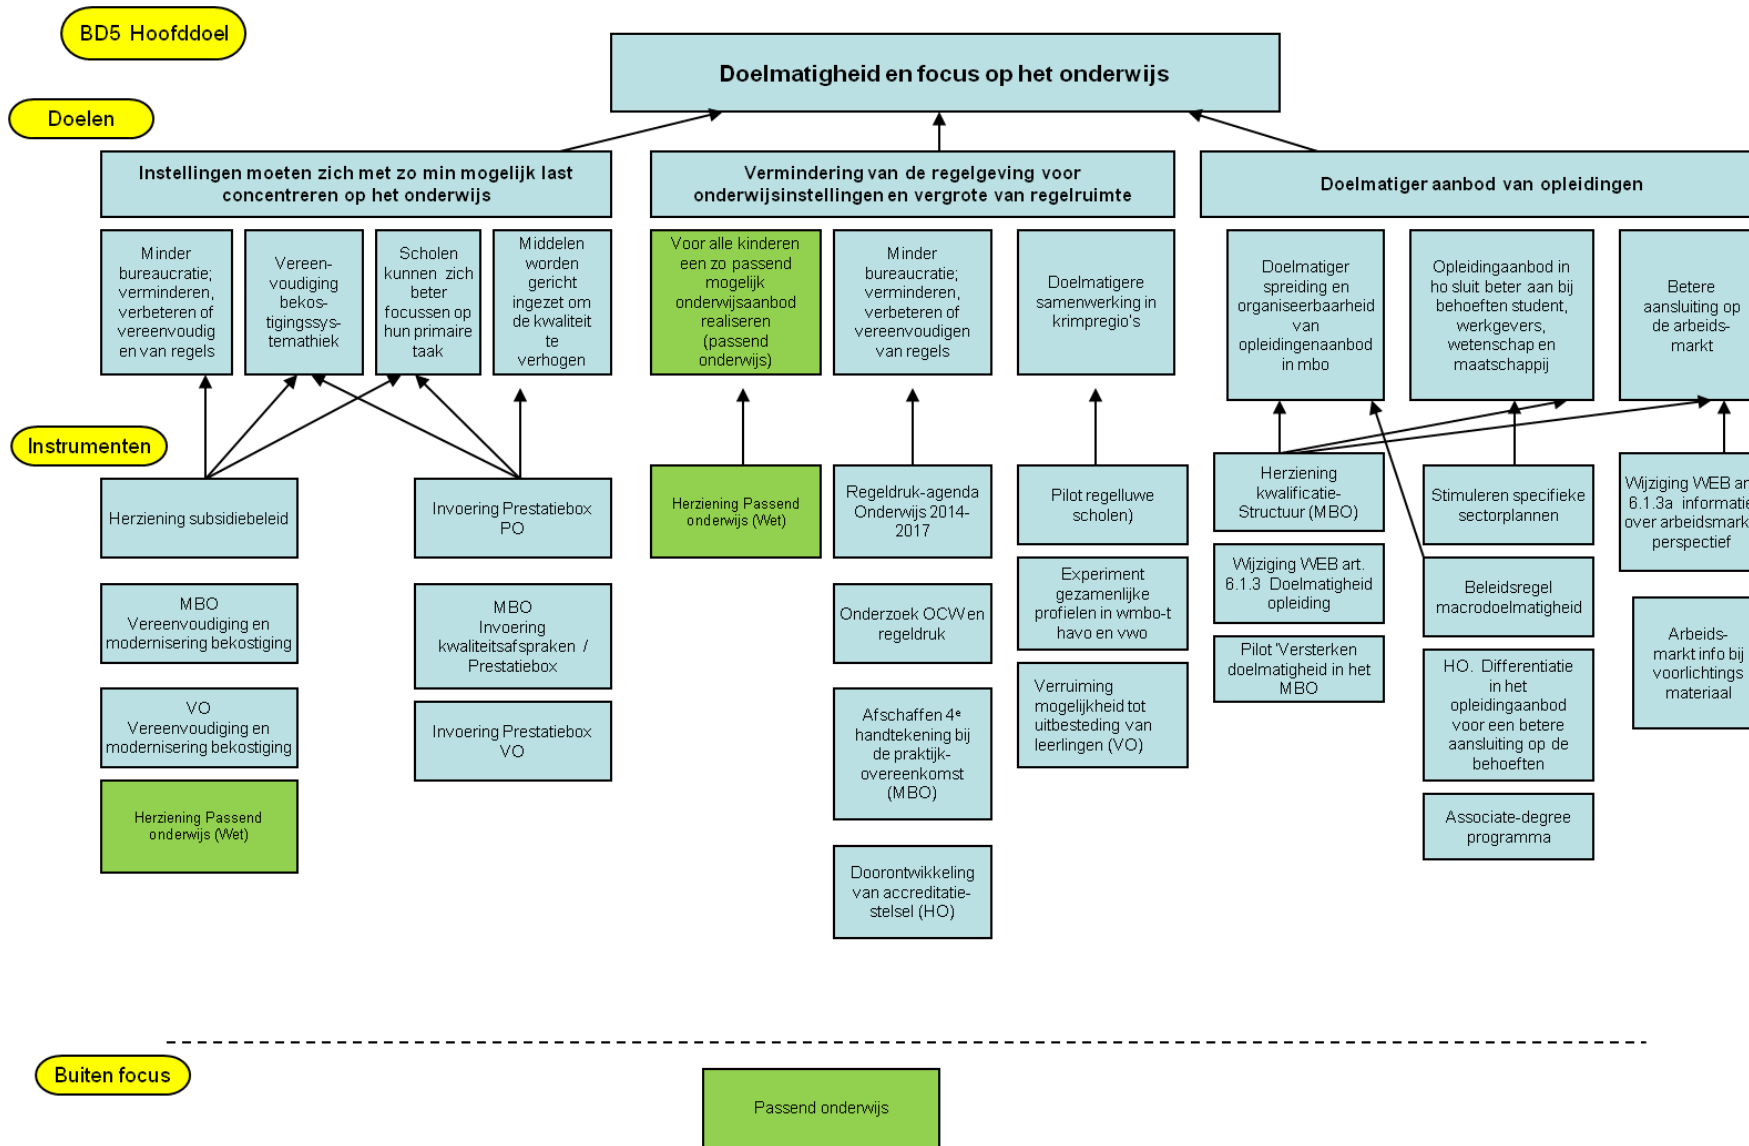 BD5 Hoofddoel
Doelmatigheid en focus op het onderwijs
Doelen
Instellingen moeten zich met zo min mogelijk last
concentreren op het onderwijs
Vermindering van de regelgeving voor
onderwijsinstellingen en vergrote van regelruimte
Doelmatiger aanbod van opleidingen
Minder
bureaucratie;
verminderen,
verbeteren of
vereenvoudig
en van regels
Vereen-
voudiging
bekos-
tigingssys-
temathiek
Scholen
kunnen zich
beter
focussen op
hun primaire
taak
Middelen
worden
gericht
ingezet om
de kwaliteit
te
verhogen
Voor alle kinderen
een zo passend
mogelijk
onderwijsaanbod
realiseren
(passend
onderwijs)
Minder
bureaucratie;
verminderen,
verbeteren of
vereenvoudigen
van regels
Doelmatigere
samenwerking in
krimpregio's
Doelmatiger
spreiding en
organiseerbaarheid
van
opleidingenaanbod
in mbo
Opleidingaanbod in
ho sluit beter aan bij
behoeften student,
werkgevers,
wetenschap en
maatschappij
Betere
aansluiting op
de arbeids-
markt
Instrumenten
Herziening subsidiebeleid
MBO
Vereenvoudiging en
modernisering bekostiging
VO
Vereenvoudiging en
modernisering bekostiging
Herziening Passend
onderwijs (Wet)
Invoering Prestatiebox
PO
MBO
Invoering
kwaliteitsafspraken /
Prestatiebox
Invoering Prestatiebox
VO
Herziening Passend
onderwijs (Wet)
Regeldruk-agenda
Onderwijs 2014-
2017
Onderzoek OCW en
regeldruk
Afschaffen 4e
handtekening bij
de praktijk-
overeenkomst
(MBO)
Doorontwikkeling
van accreditatie-
stelsel (HO)
Pilot regelluwe
scholen)
Experiment
gezamenlijke
profielen in wmbo-t
havo en vwo
Verruiming
mogelijkheid tot
uitbesteding van
leerlingen (VO)
Herziening
kwalificatie-
Structuur (MBO)
Wijziging WEB art.
6.1.3 Doelmatigheid
opleiding
Pilot 'Versterken
doelmatigheid in het
MBO
Stimuleren specifieke
sectorplannen
Beleidsregel
macrodoelmatigheid
HO. Differentiatie
in het
opleidingaanbod
voor een betere
aansluiting op de
behoeften
Associate-degree
programma
Wijziging WEB
6.1.3a informatie
over
perspectief
Arbeids-
markt info bij
voorlichtings
materiaal
Buiten focus
Passend onderwijs